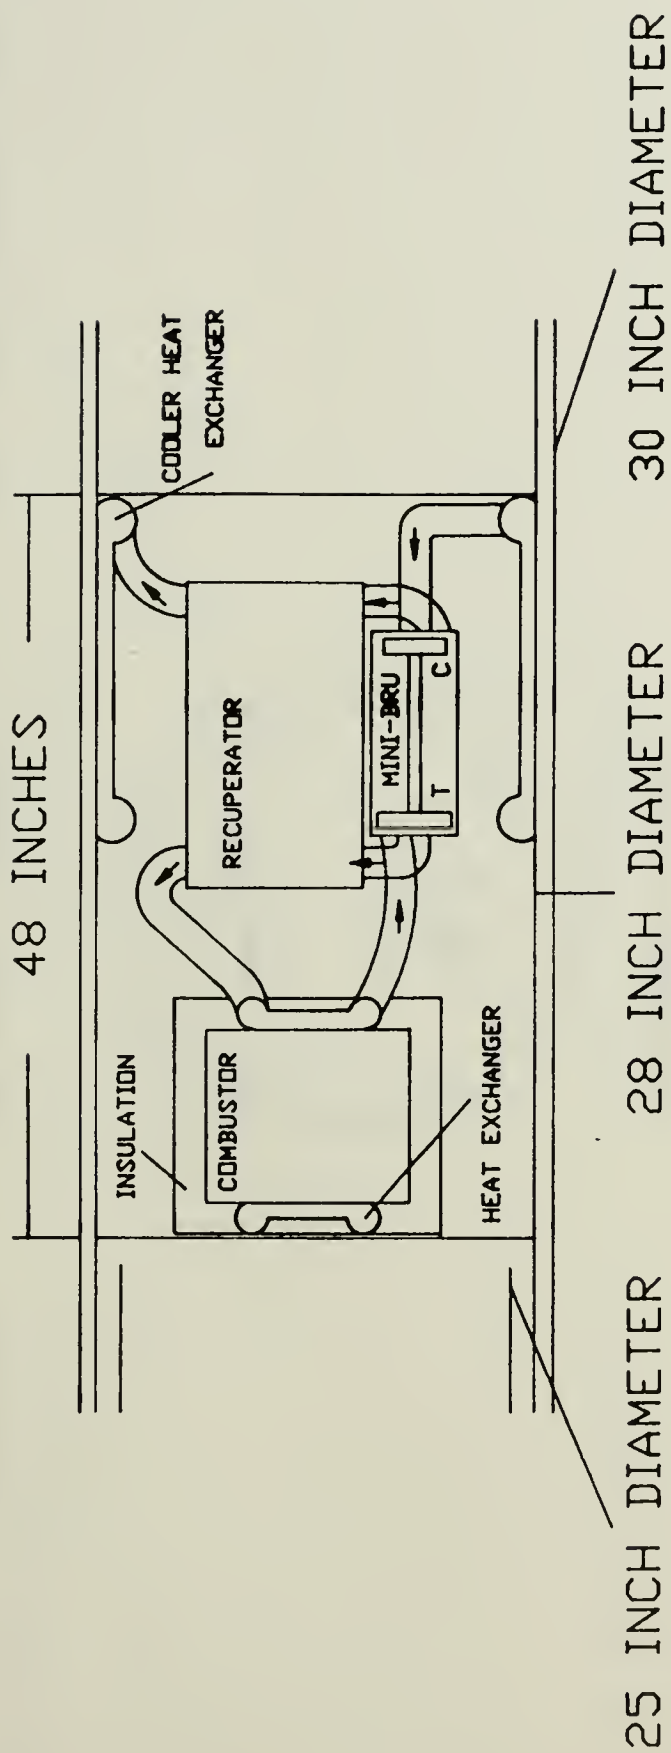 48 INCHES
INSULATION
COMBUSTOR
HEAT EXCHANGER
RECUPERATOR
MINI-BRU
T
C
COOLER HEAT
EXCHANGER
25 INCH DIAMETER
28 INCH DIAMETER
30 INCH DIAMETER